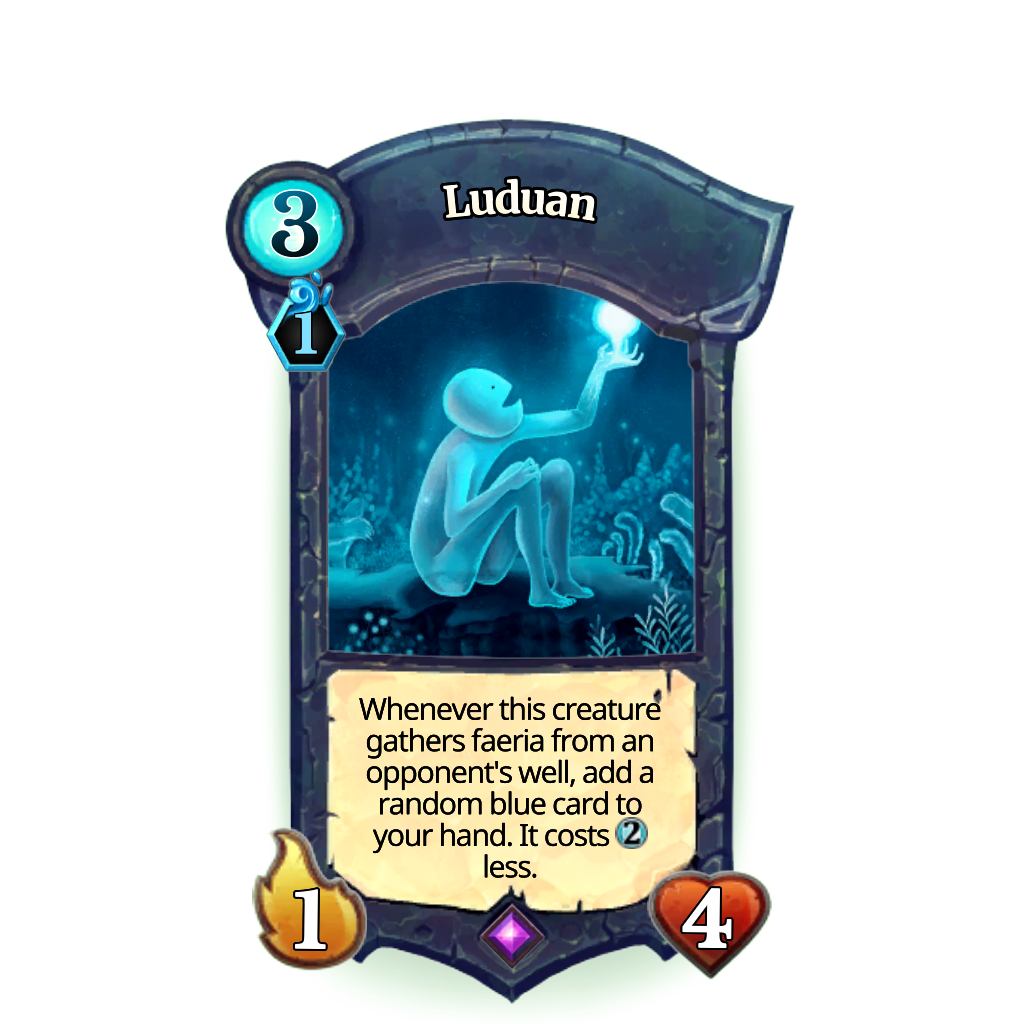 Luduan
3
1
Whenever this creature
gathers faeria from an
opponent's well, add a
random blue card to
your hand. It costs 2
less.
1
4